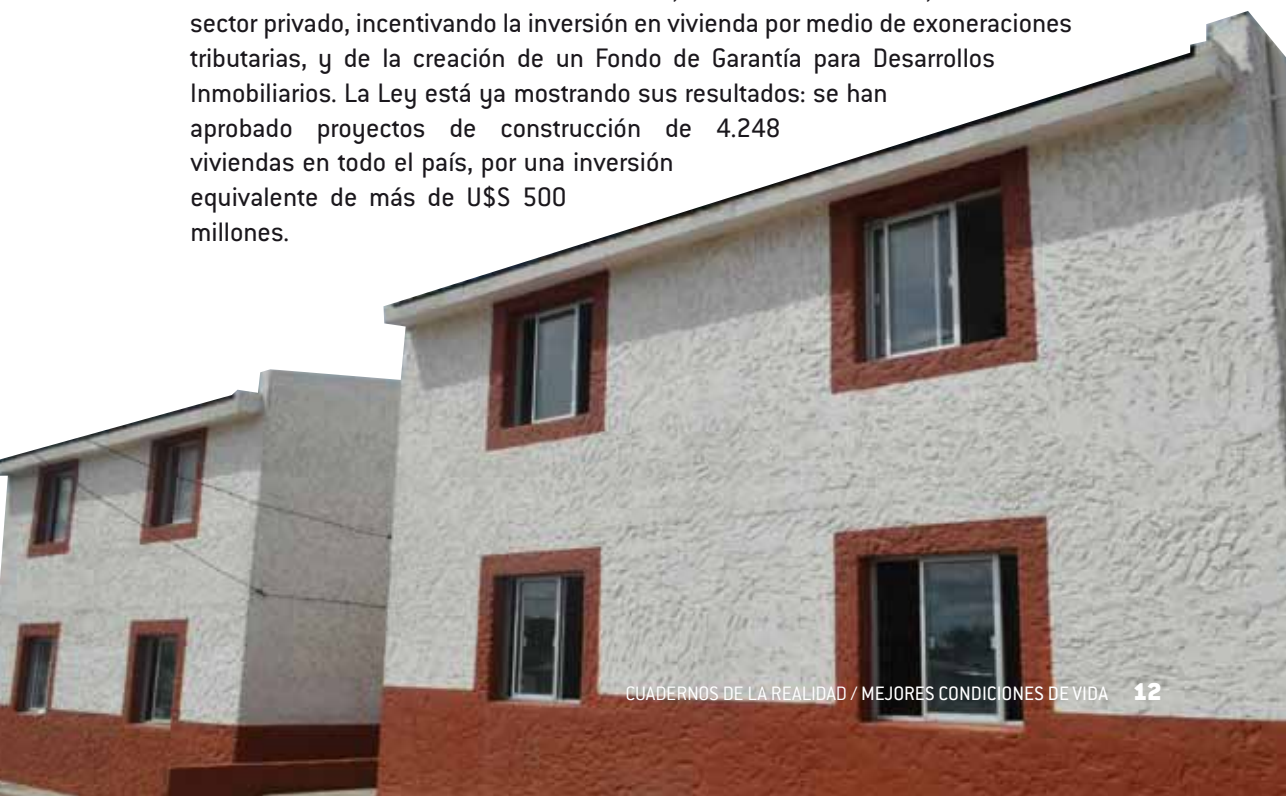 sector privado, incentivando la inversión en vivienda por medio de exoneraciones
tributarias, y de la creación de un Fondo de Garantía para Desarrollos
Inmobiliarios. La Ley está ya mostrando sus resultados: se han
aprobado proyectos de construcción de 4.248
viviendas en todo el país, por una inversión
equivalente de más de U$S 500
millones.
CUADERNOS DE LA REALIDAD / MEJORES CONDICIONES DE VIDA 12